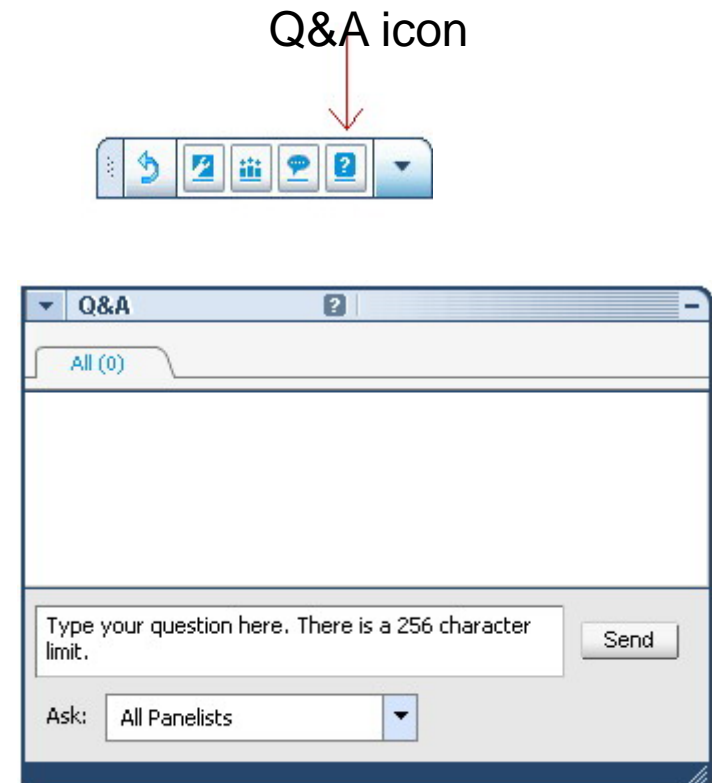 Q&A icon
?
Q&A ?
All (0)
Type your question here. There is a 256 character
limit.
Send
Ask: All Panelists